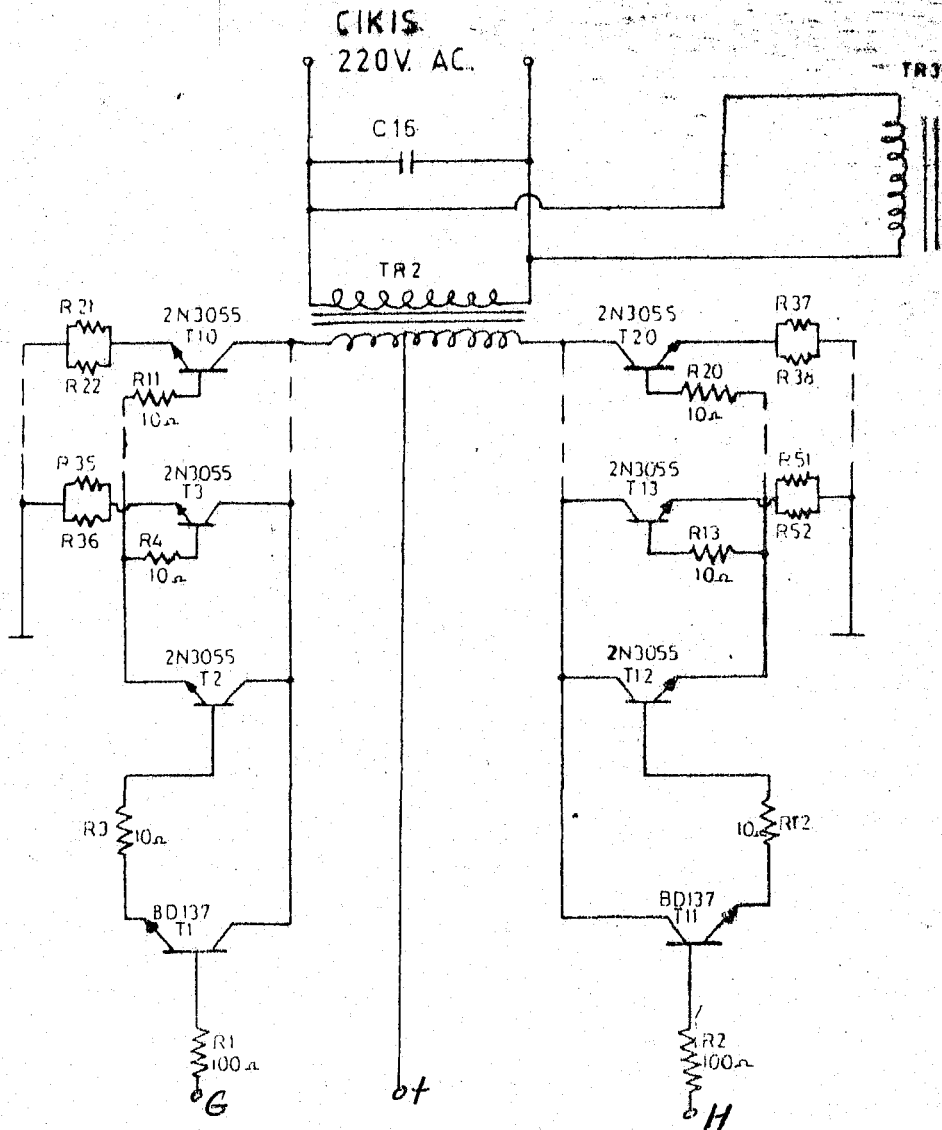 CIKIS
220V. AC.
TR3
C16
TR2
R21
R22
2N3055
T10
R11
10Ω
2N3055
T20
R20
10Ω
R37
R38
R35
R36
2N3055
T3
R4
10Ω
2N3055
T13
R13
10Ω
R51
R52
2N3055
T2
2N3055
T12
R3
10Ω
10Ω
R12
BD137
T1
BD137
T11
R1
100Ω
R2
100Ω
G
+
H